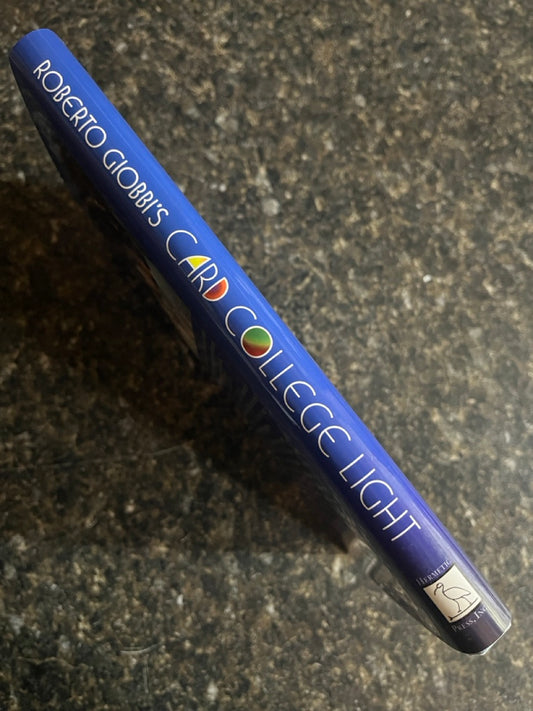 ROBERTO GIOBBI'S CARD COLLEGE LIGHT
HERMETIC
PRESS, INC.